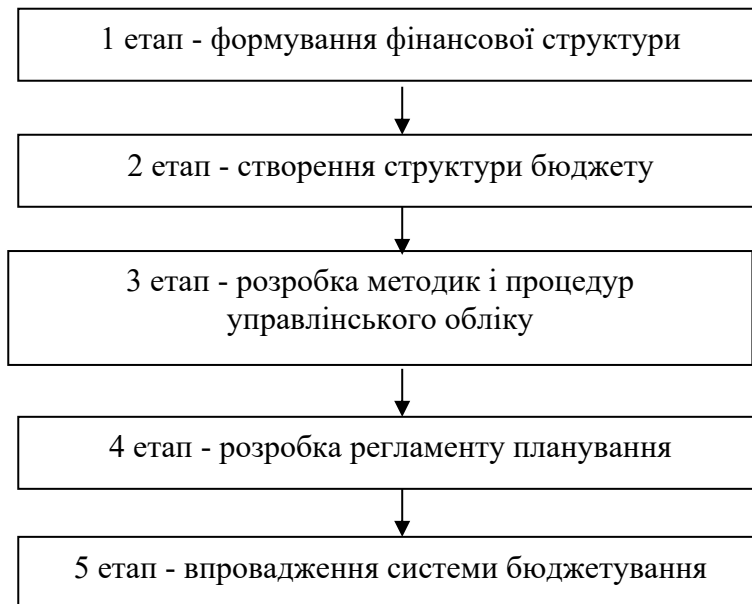 1 етап - формування фінансової структури
2 етап - створення структури бюджету
3 етап - розробка методик і процедур
управлінського обліку
4 етап - розробка регламенту планування
5 етап - впровадження системи бюджетування